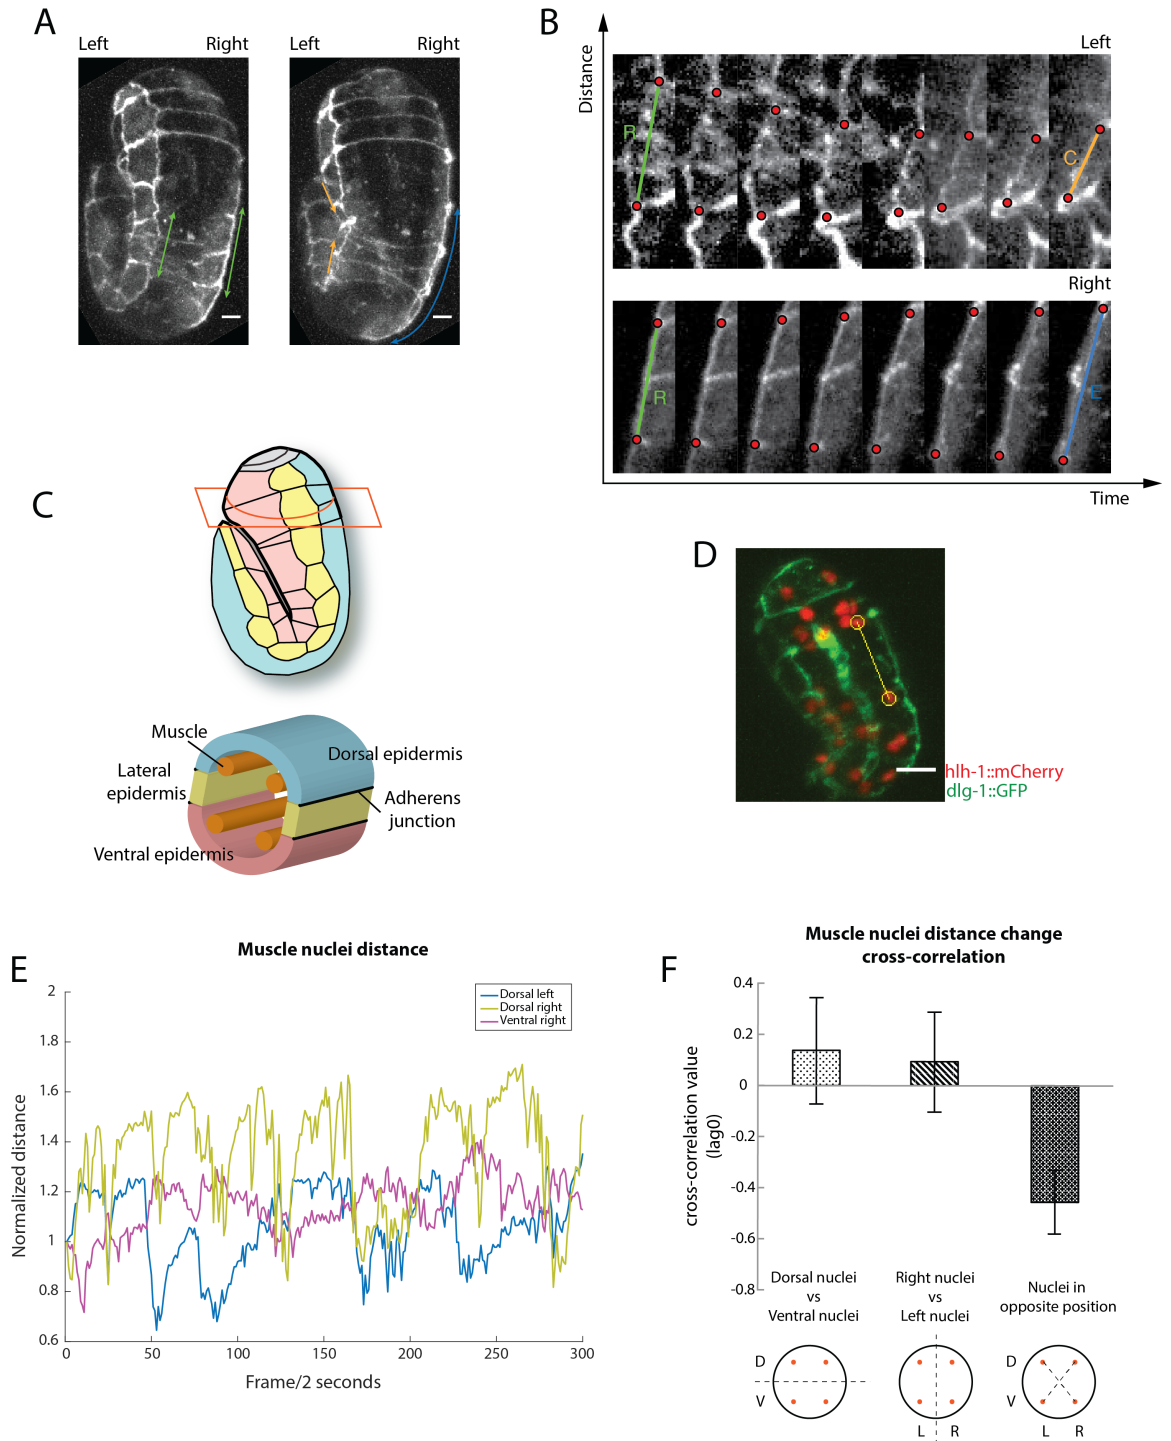 A
Left
Right
Left
Right
B
Distance
Left
R
C
Right
R
E
Time
C
Muscle
Dorsal epidermis
Lateral
epidermis
Adherens
junction
Ventral epidermis
D
hlh-1::mCherry
dlg-1::GFP
E
Muscle nuclei distance
Dorsal left
Dorsal right
Ventral right
2
1.8
1.6
1.4
1.2
1
0.8
0.6
Normalized distance
0
50
100
150
200
250
300
Frame/2 seconds
F
Muscle nuclei distance change
cross-correlation
0.4
0.2
0
-0.2
-0.4
-0.6
-0.8
cross-correlation value
(lag0)
Dorsal nuclei
vs
Ventral nuclei
Right nuclei
vs
Left nuclei
Nuclei in
opposite position
D
V
L
R
D
V
L
R